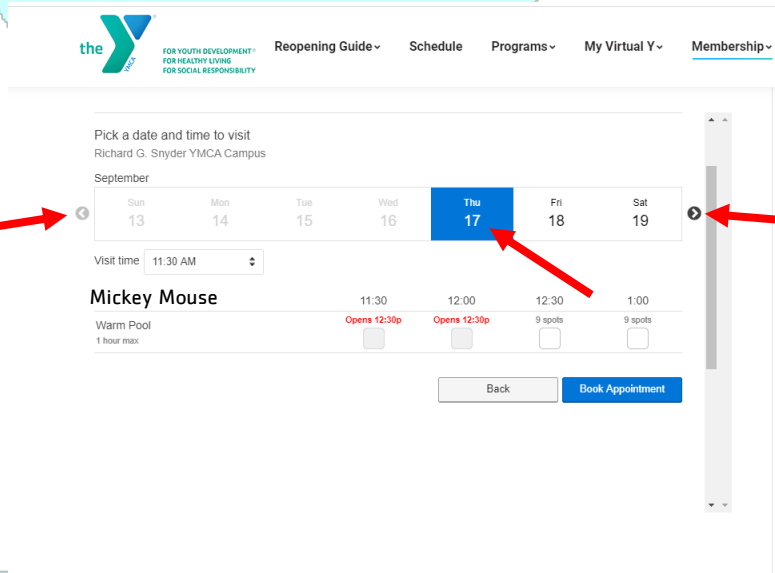 the
YMCA
FOR YOUTH DEVELOPMENT®
FOR HEALTHY LIVING
FOR SOCIAL RESPONSIBILITY
Reopening Guide Schedule Programs My Virtual Y Membership
Pick a date and time to visit
Richard G. Snyder YMCA Campus
September
Sun Mon Tue Wed Thu Fri Sat
13 14 15 16 17 18 19
Visit time 11:30 AM
Mickey Mouse 11:30 12:00 12:30 1:00
Warm Pool Opens 12:30p Opens 12:30p 9 spots 9 spots
1 hour max
Back Book Appointment